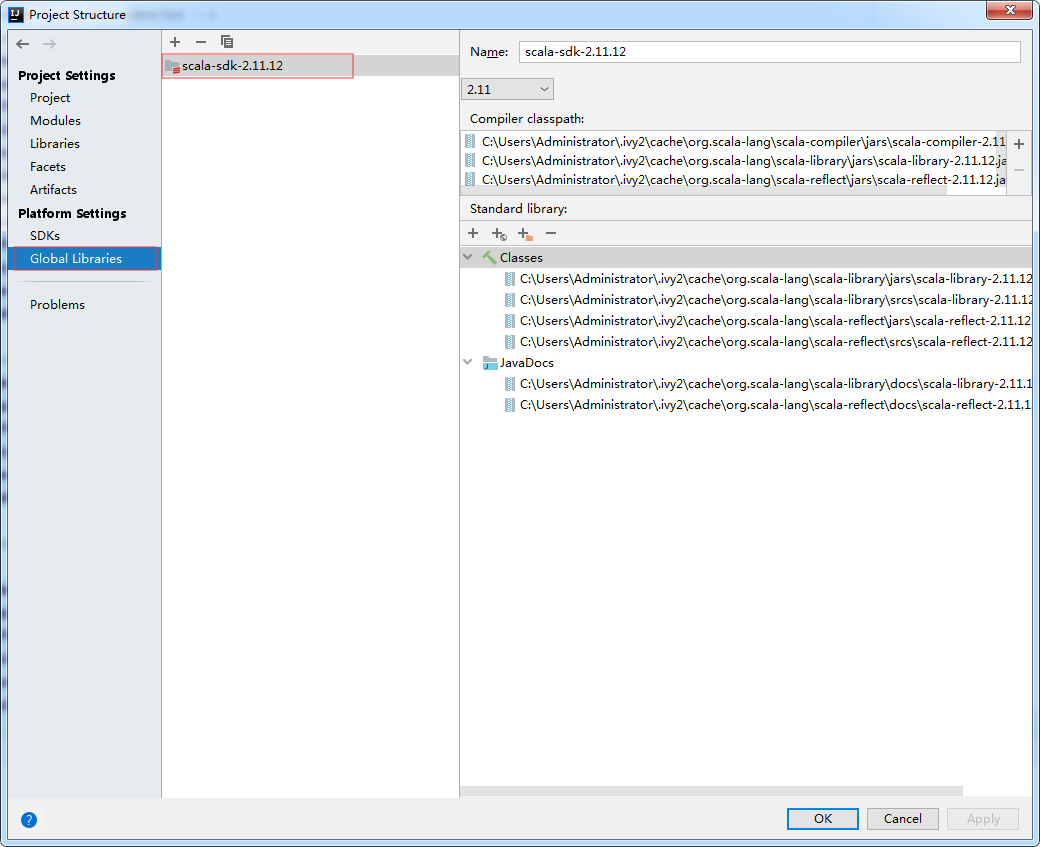 Project Structure
Project Settings
Project
Modules
Libraries
Facets
Artifacts
Platform Settings
SDKs
Global Libraries
Problems
scala-sdk-2.11.12
Name: scala-sdk-2.11.12
2.11
Compiler classpath:
C:\Users\Administrator\.ivy2\cache\org.scala-lang\scala-compiler\jars\scala-compiler-2.11
C:\Users\Administrator\.ivy2\cache\org.scala-lang\scala-library\jars\scala-library-2.11.12.ja
C:\Users\Administrator\.ivy2\cache\org.scala-lang\scala-reflect\jars\scala-reflect-2.11.12.ja
Standard library:
Classes
C:\Users\Administrator\.ivy2\cache\org.scala-lang\scala-library\jars\scala-library-2.11.12
C:\Users\Administrator\.ivy2\cache\org.scala-lang\scala-library\srcs\scala-library-2.11.12
C:\Users\Administrator\.ivy2\cache\org.scala-lang\scala-reflect\jars\scala-reflect-2.11.12
C:\Users\Administrator\.ivy2\cache\org.scala-lang\scala-reflect\srcs\scala-reflect-2.11.12
JavaDocs
C:\Users\Administrator\.ivy2\cache\org.scala-lang\scala-library\docs\scala-library-2.11.1
C:\Users\Administrator\.ivy2\cache\org.scala-lang\scala-reflect\docs\scala-reflect-2.11.1
OK Cancel Apply